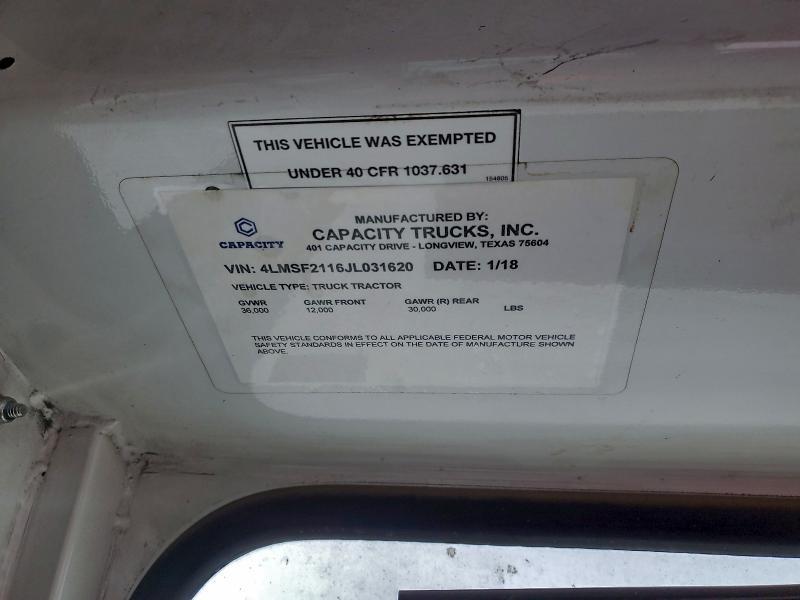 THIS VEHICLE WAS EXEMPTED
UNDER 40 CFR 1037.631
154805
CAPACITY
MANUFACTURED BY:
CAPACITY TRUCKS, INC.
401 CAPACITY DRIVE - LONGVIEW, TEXAS 75604
VIN: 4LMSF2116JL031620 DATE: 1/18
VEHICLE TYPE: TRUCK TRACTOR
GVWR GAWR FRONT GAWR (R) REAR
36,000 12,000 30,000 LBS
THIS VEHICLE CONFORMS TO ALL APPLICABLE FEDERAL MOTOR VEHICLE
SAFETY STANDARDS IN EFFECT ON THE DATE OF MANUFACTURE SHOWN
ABOVE.